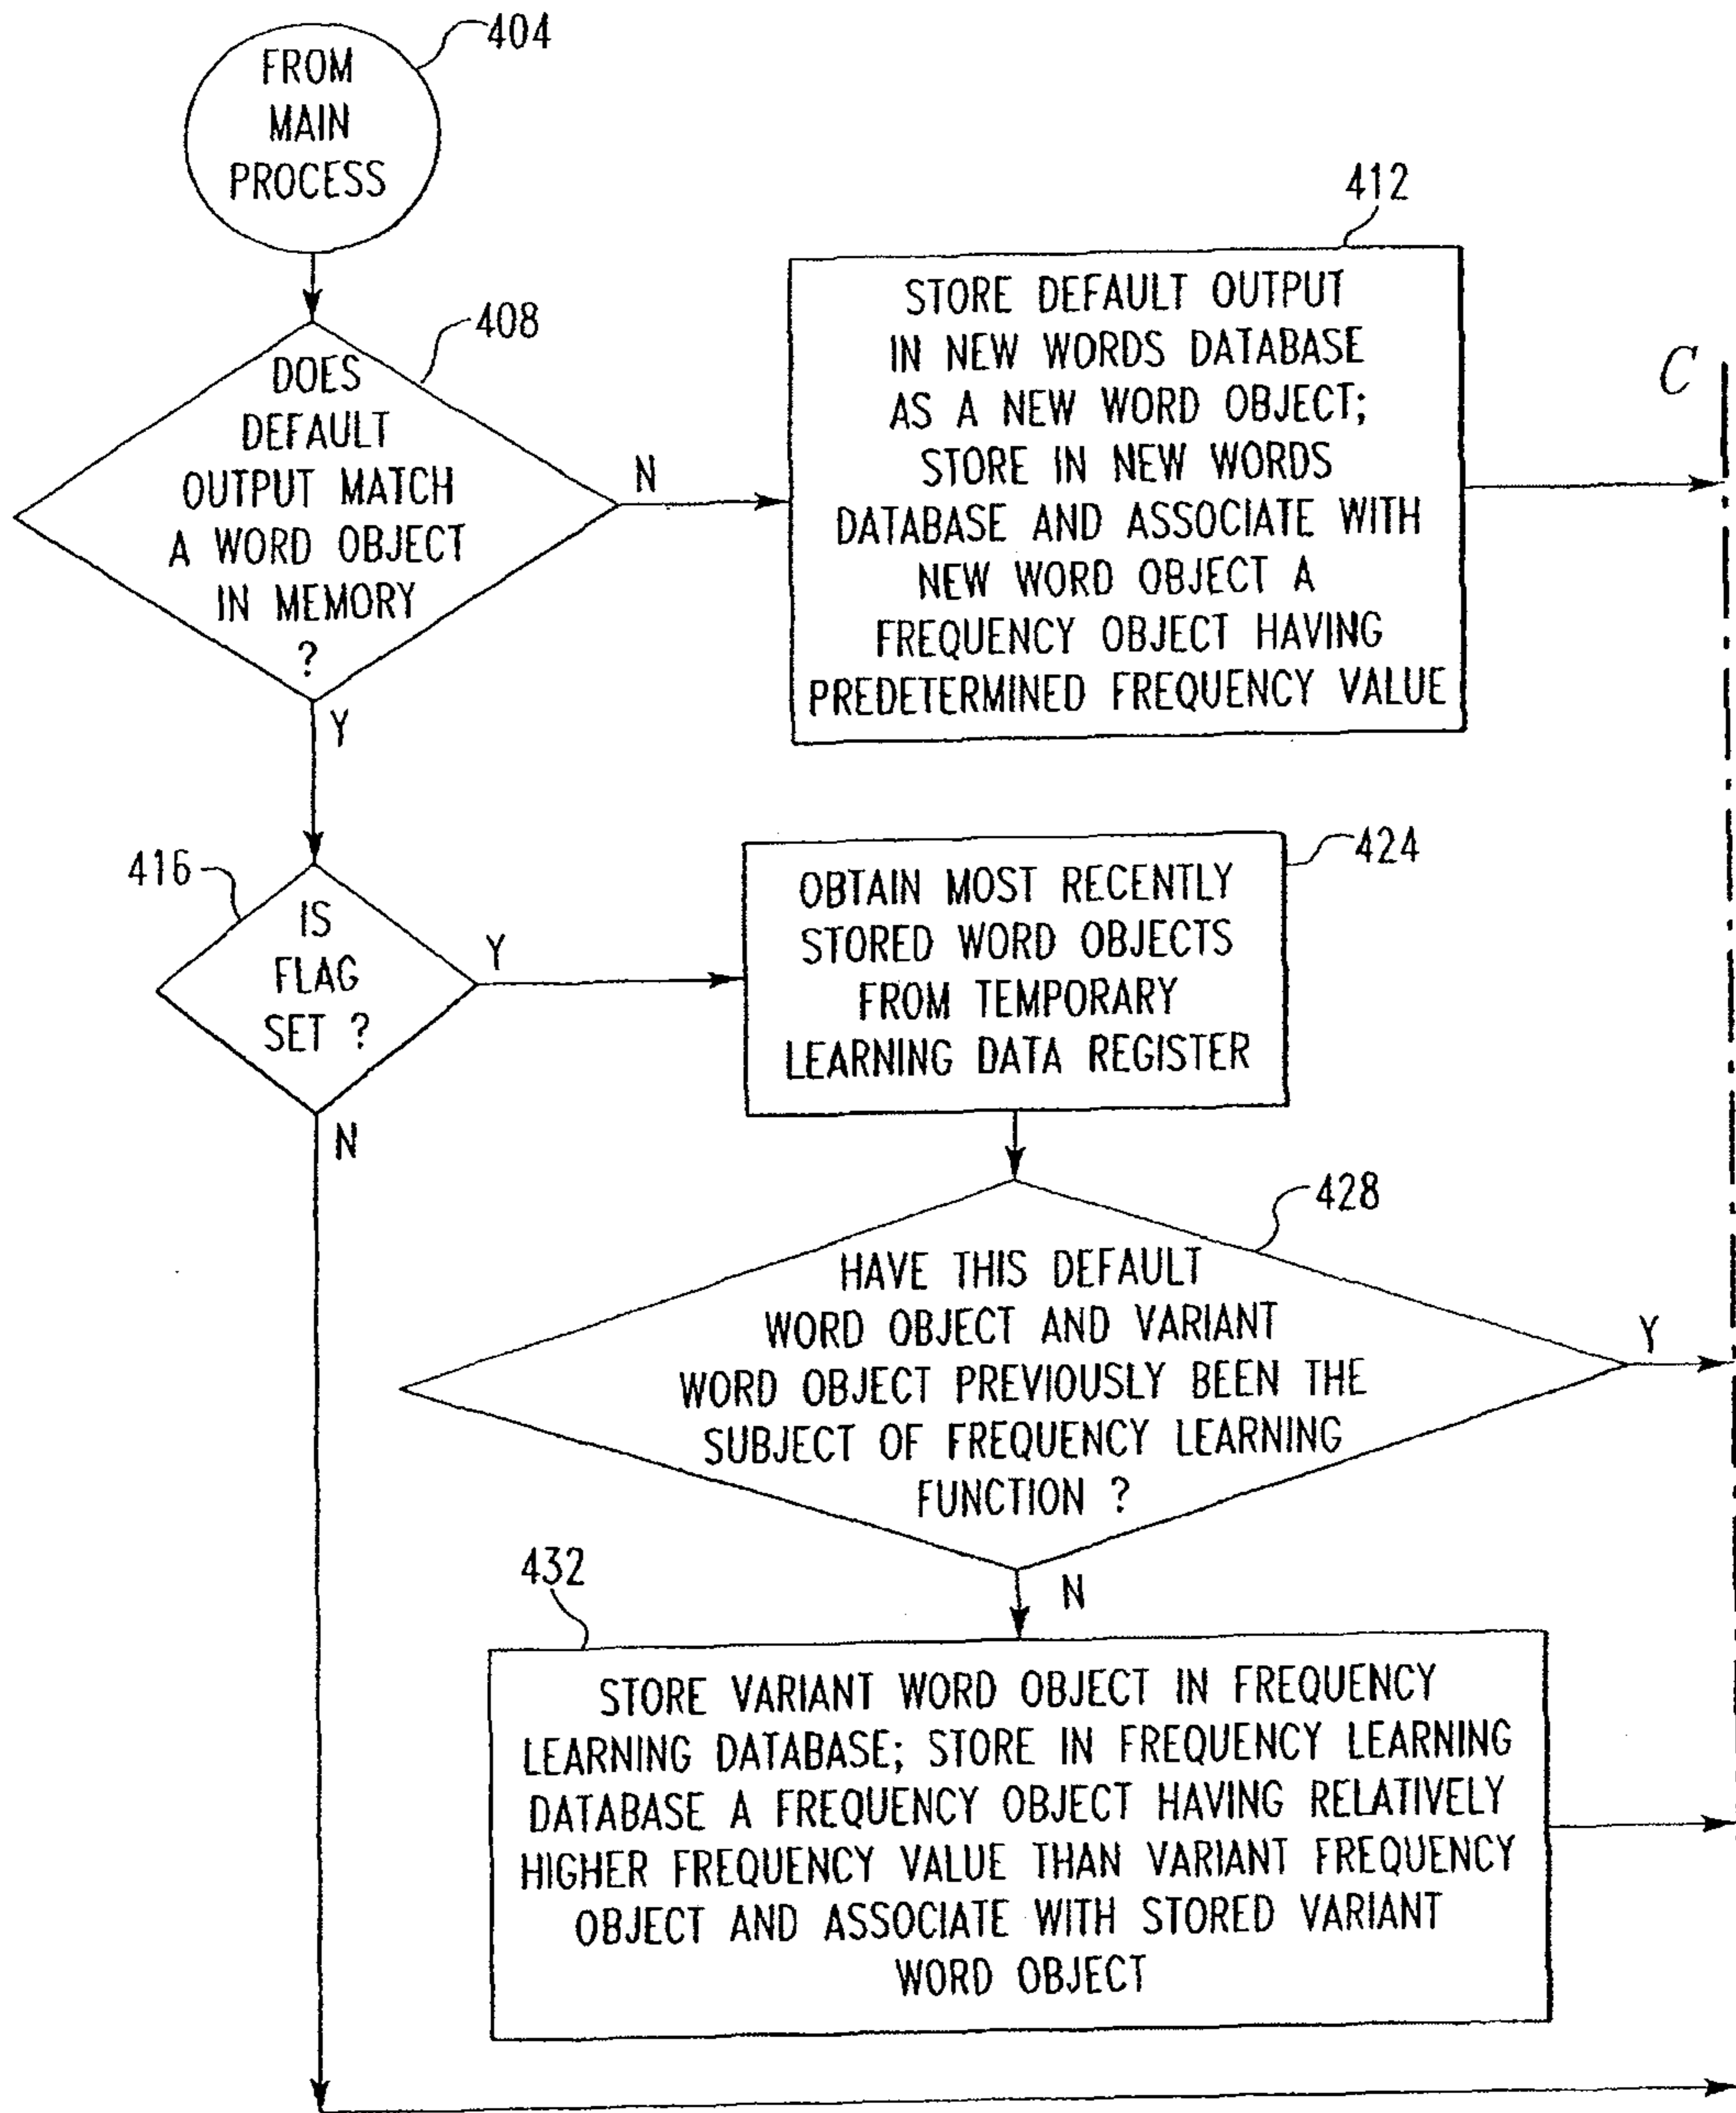 404
FROM
MAIN
PROCESS
408
DOES
DEFAULT
OUTPUT MATCH
A WORD OBJECT
IN MEMORY
?
N
Y
412
STORE DEFAULT OUTPUT
IN NEW WORDS DATABASE
AS A NEW WORD OBJECT;
STORE IN NEW WORDS
DATABASE AND ASSOCIATE WITH
NEW WORD OBJECT A
FREQUENCY OBJECT HAVING
PREDETERMINED FREQUENCY VALUE
C
416
IS
FLAG
SET ?
Y
N
424
OBTAIN MOST RECENTLY
STORED WORD OBJECTS
FROM TEMPORARY
LEARNING DATA REGISTER
428
HAVE THIS DEFAULT
WORD OBJECT AND VARIANT
WORD OBJECT PREVIOUSLY BEEN THE
SUBJECT OF FREQUENCY LEARNING
FUNCTION ?
Y
N
432
STORE VARIANT WORD OBJECT IN FREQUENCY
LEARNING DATABASE; STORE IN FREQUENCY LEARNING
DATABASE A FREQUENCY OBJECT HAVING RELATIVELY
HIGHER FREQUENCY VALUE THAN VARIANT FREQUENCY
OBJECT AND ASSOCIATE WITH STORED VARIANT
WORD OBJECT